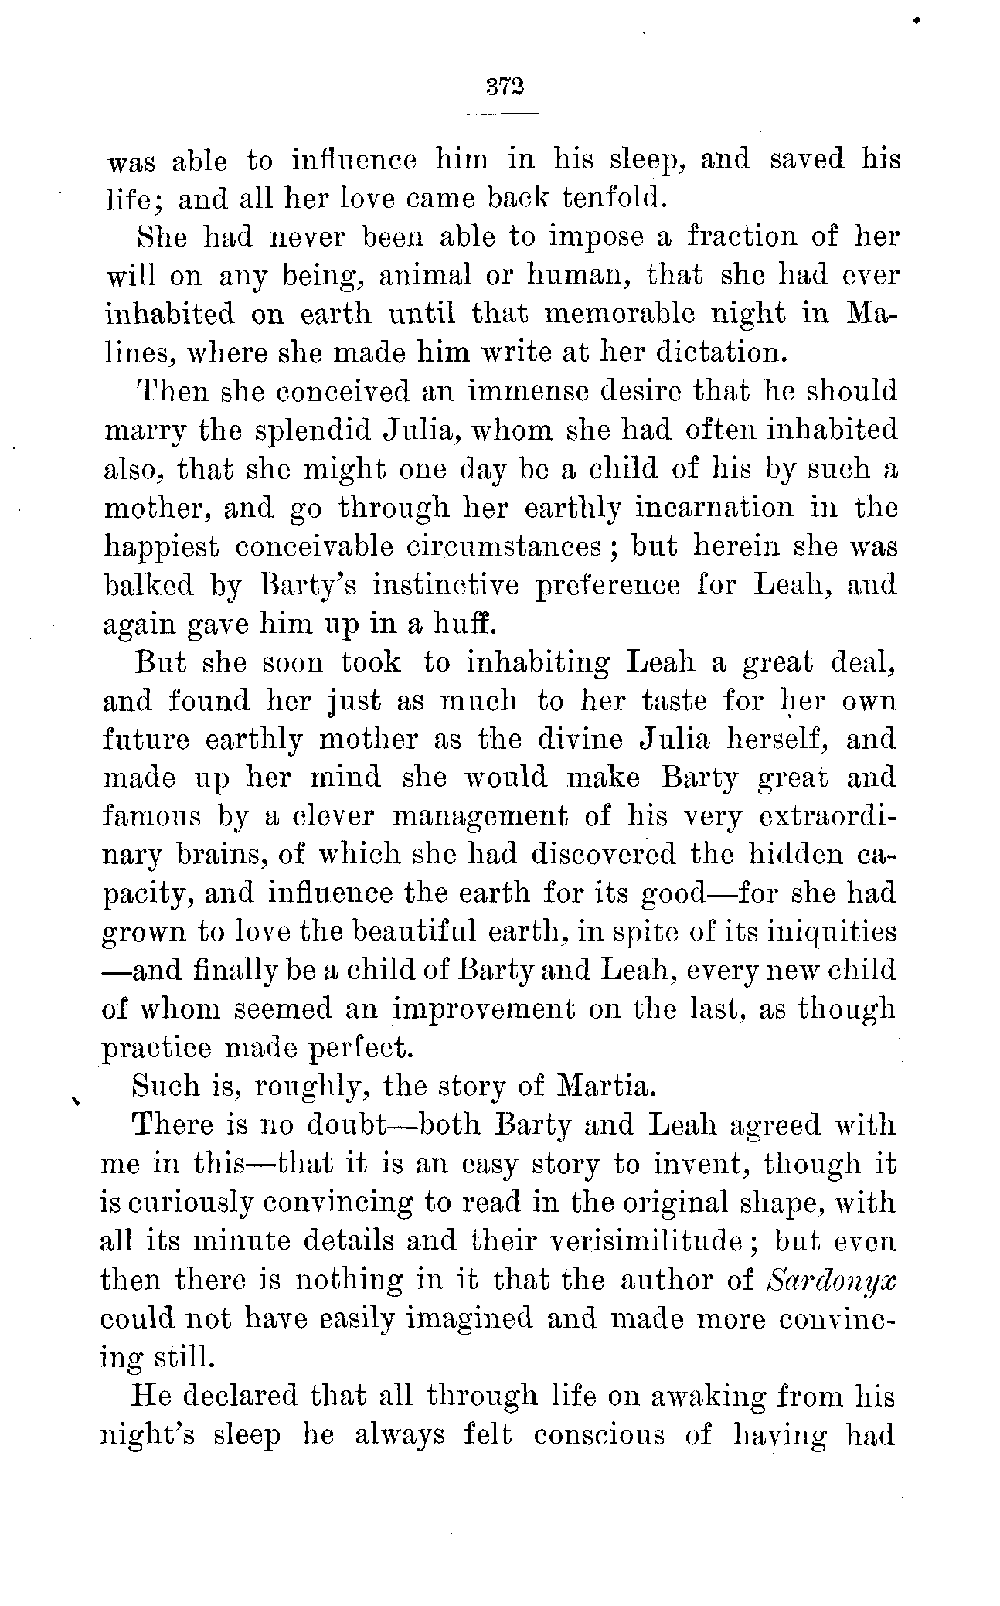 372
was able to influence him in his sleep, and saved his
life; and all her love came back tenfold.
She had never been able to impose a fraction of her
will on any being, animal or human, that she had ever
inhabited on earth until that memorable night in Ma-
lines, where she made him write at her dictation.
Then she conceived an immense desire that he should
marry the splendid Julia, whom she had often inhabited
also, that she might one day be a child of his by such a
mother, and go through her earthly incarnation in the
happiest conceivable circumstances; but herein she was
balked by Barty's instinctive preference for Leah, and
again gave him up in a huff.
But she soon took to inhabiting Leah a great deal,
and found her just as much to her taste for her own
future earthly mother as the divine Julia herself, and
made up her mind she would make Barty great and
famous by a clever management of his very extraordi-
nary brains, of which she had discovered the hidden ca-
pacity, and influence the earth for its good—for she had
grown to love the beautiful earth, in spite of its iniquities
—and finally be a child of Barty and Leah, every new child
of whom seemed an improvement on the last, as though
practice made perfect.
Such is, roughly, the story of Martia.
There is no doubt—both Barty and Leah agreed with
me in this—that it is an easy story to invent, though it
is curiously convincing to read in the original shape, with
all its minute details and their verisimilitude; but even
then there is nothing in it that the author of Sardonyx
could not have easily imagined and made more convinc-
ing still.
He declared that all through life on awaking from his
night's sleep he always felt conscious of having had